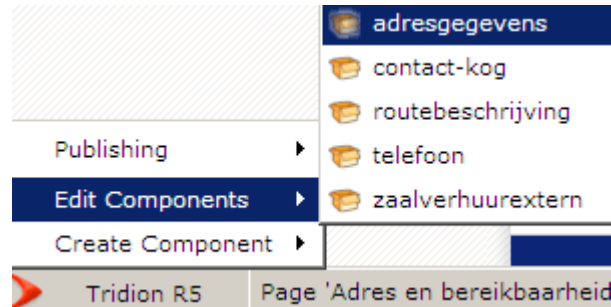 adresgegevens
contact-kog
routebeschrijving
telefoon
zaalverhuurextern
Publishing
Edit Components
Create Component
Tridion R5
Page 'Adres en bereikbaarheid